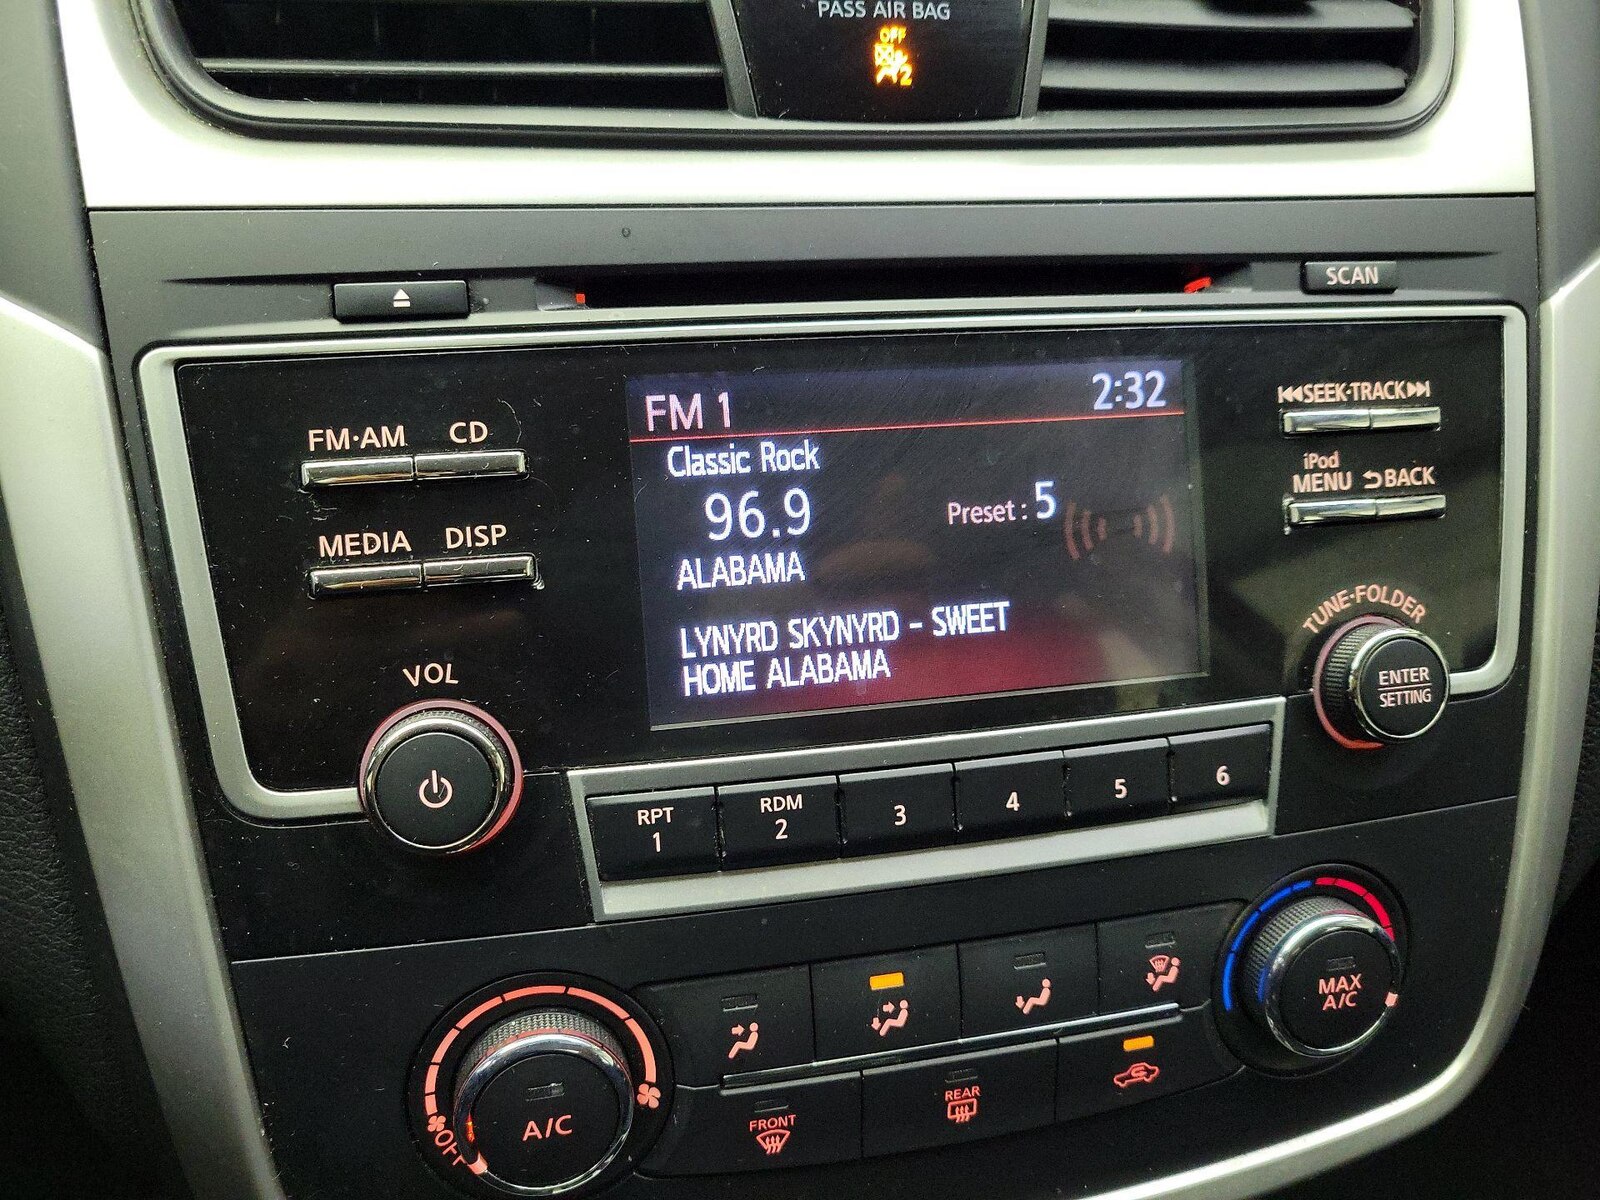 PASS AIR BAG
OFF
2
SCAN
FM·AM CD
MEDIA DISP
VOL
FM 1 2:32
Classic Rock
96.9 Preset : 5
ALABAMA
LYNYRD SKYNYRD - SWEET
HOME ALABAMA
SEEK·TRACK
iPod
MENU BACK
TUNE·FOLDER
ENTER
SETTING
RPT
1
RDM
2
3
4
5
6
OFF
A/C
FRONT
REAR
MAX
A/C